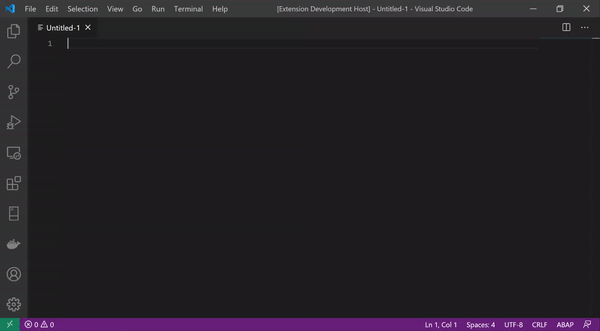 File Edit Selection View Go Run Terminal Help [Extension Development Host] - Untitled-1 - Visual Studio Code
Untitled-1
1
0 0 Ln 1, Col 1 Spaces: 4 UTF-8 CRLF ABAP